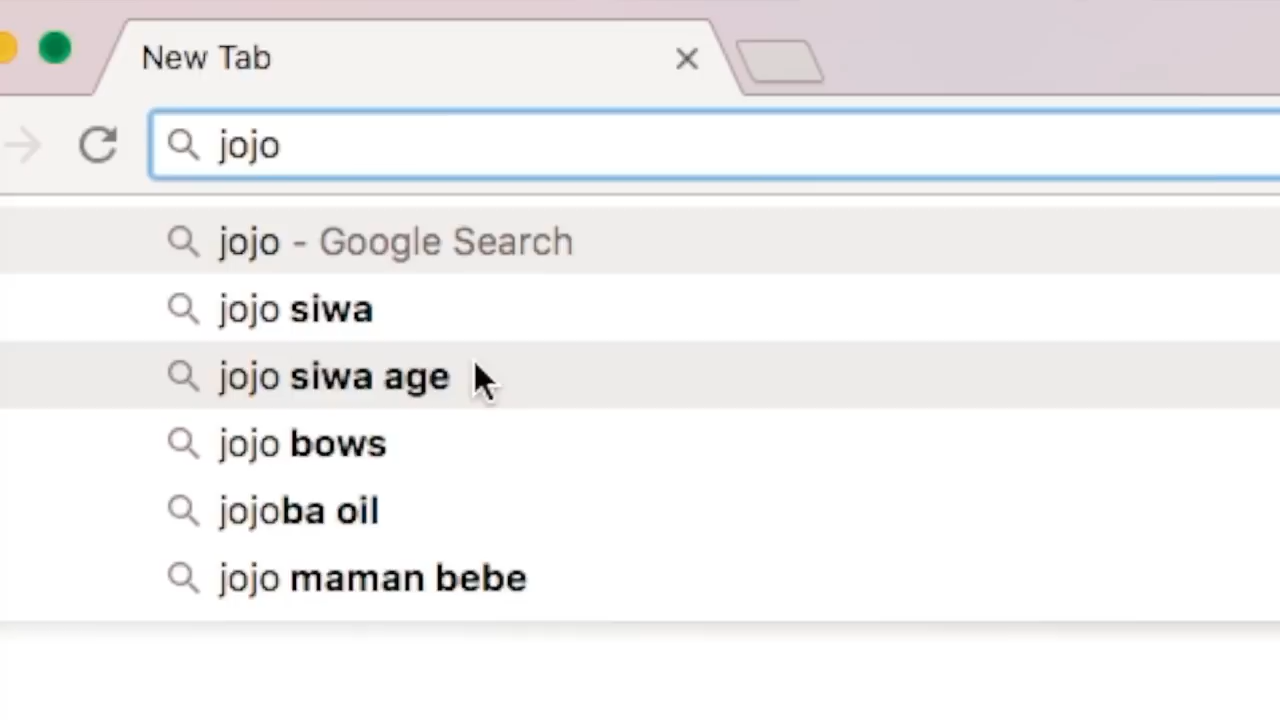 New Tab
jojo
jojo - Google Search
jojo siwa
jojo siwa age
jojo bows
jojoba oil
jojo maman bebe